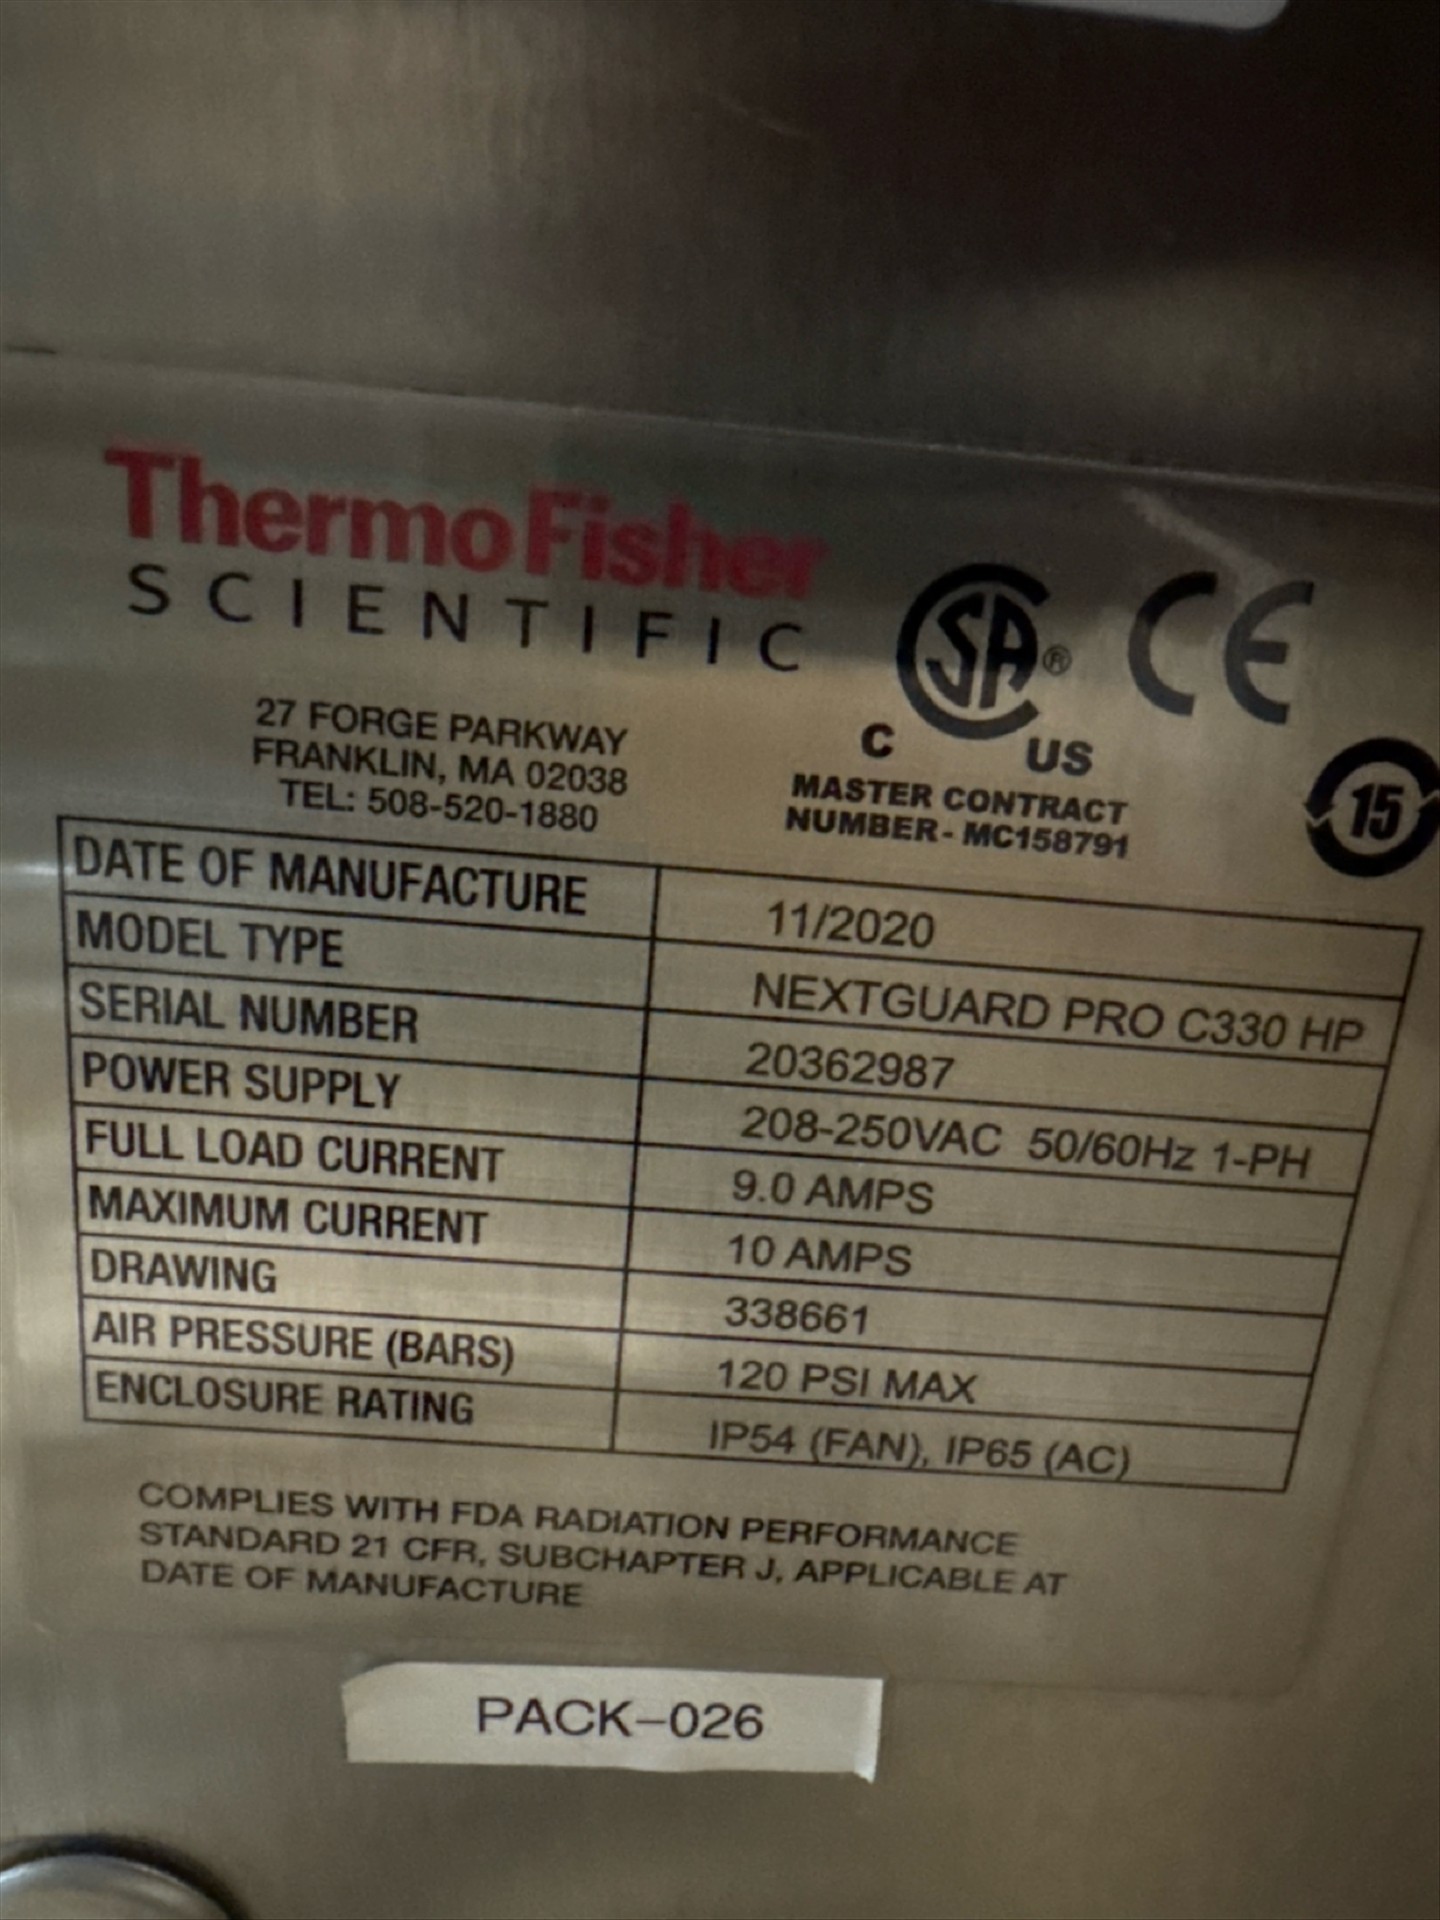 ThermoFisher
SCIENTIFIC
27 FORGE PARKWAY
FRANKLIN, MA 02038
TEL: 508-520-1880
CSA® CE
C US
MASTER CONTRACT
NUMBER- MC158791
15
DATE OF MANUFACTURE 11/2020
MODEL TYPE NEXTGUARD PRO C330 HP
SERIAL NUMBER 20362987
POWER SUPPLY 208-250VAC 50/60Hz 1-PH
FULL LOAD CURRENT 9.0 AMPS
MAXIMUM CURRENT 10 AMPS
DRAWING 338661
AIR PRESSURE (BARS) 120 PSI MAX
ENCLOSURE RATING IP54 (FAN), IP65 (AC)
COMPLIES WITH FDA RADIATION PERFORMANCE
STANDARD 21 CFR, SUBCHAPTER J, APPLICABLE AT
DATE OF MANUFACTURE
PACK-026